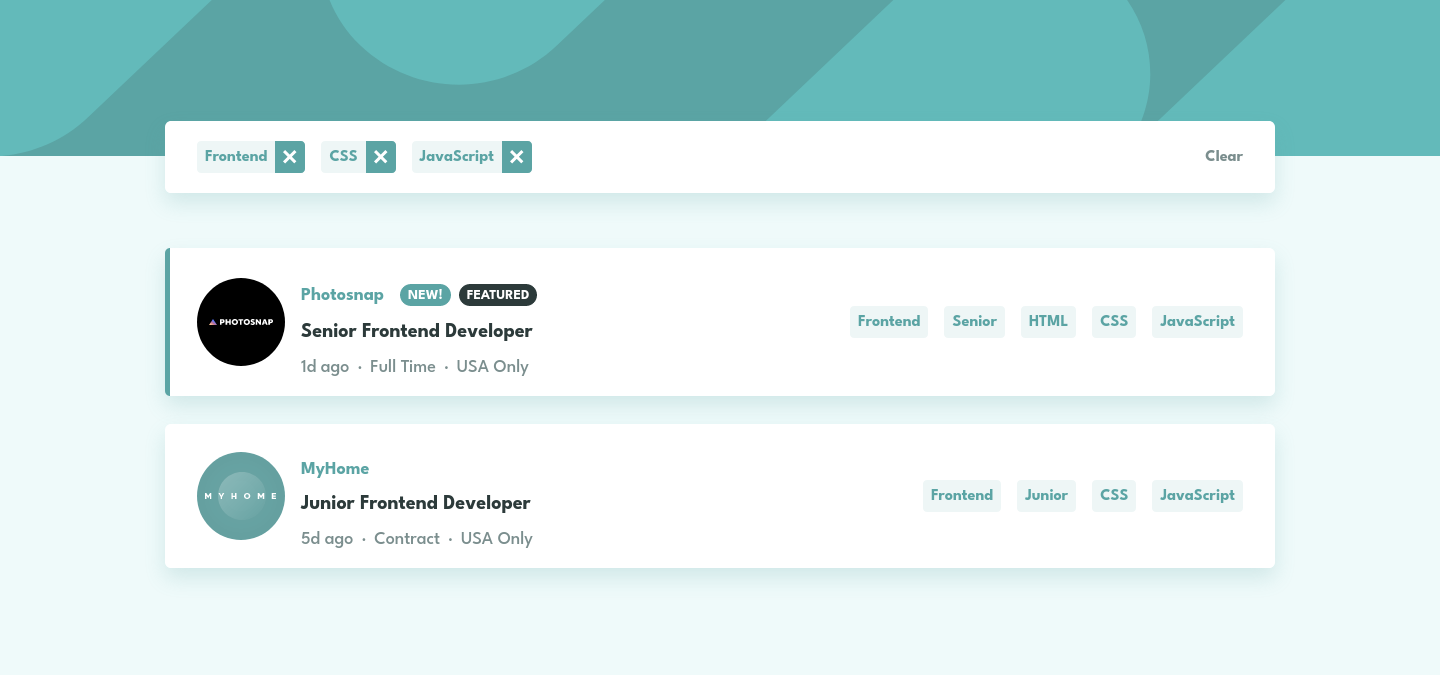 Frontend CSS JavaScript Clear
PHOTOSNAP
Photosnap NEW! FEATURED
Senior Frontend Developer
1d ago · Full Time · USA Only
Frontend Senior HTML CSS JavaScript
MYHOME
MyHome
Junior Frontend Developer
5d ago · Contract · USA Only
Frontend Junior CSS JavaScript